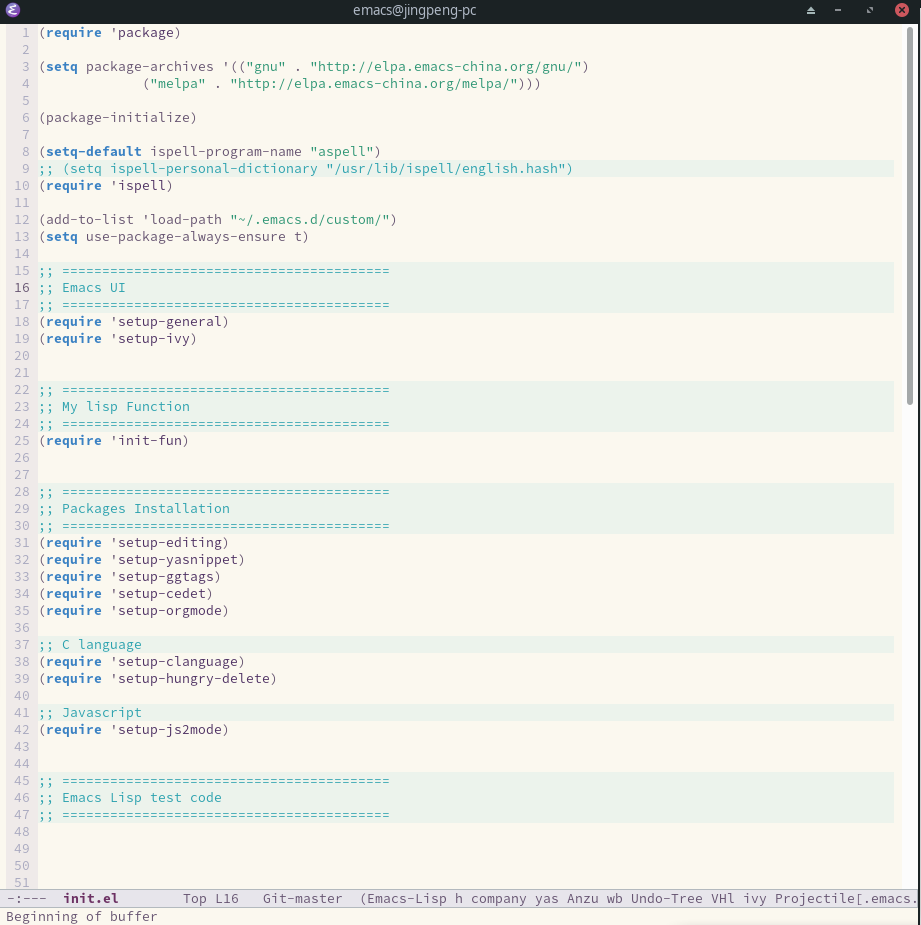 emacs@jingpeng-pc
1 (require 'package)
2
3 (setq package-archives '(("gnu" . "http://elpa.emacs-china.org/gnu/")
4              ("melpa" . "http://elpa.emacs-china.org/melpa/")))
5
6 (package-initialize)
7
8 (setq-default ispell-program-name "aspell")
9 ;; (setq ispell-personal-dictionary "/usr/lib/ispell/english.hash")
10 (require 'ispell)
11
12 (add-to-list 'load-path "~/.emacs.d/custom/")
13 (setq use-package-always-ensure t)
14
15 ;; =========================================
16 ;; Emacs UI
17 ;; =========================================
18 (require 'setup-general)
19 (require 'setup-ivy)
20
21
22 ;; =========================================
23 ;; My lisp Function
24 ;; =========================================
25 (require 'init-fun)
26
27
28 ;; =========================================
29 ;; Packages Installation
30 ;; =========================================
31 (require 'setup-editing)
32 (require 'setup-yasnippet)
33 (require 'setup-ggtags)
34 (require 'setup-cedet)
35 (require 'setup-orgmode)
36
37 ;; C language
38 (require 'setup-clanguage)
39 (require 'setup-hungry-delete)
40
41 ;; Javascript
42 (require 'setup-js2mode)
43
44
45 ;; =========================================
46 ;; Emacs Lisp test code
47 ;; =========================================
48
49
50
51
-:--- init.el Top L16 Git-master (Emacs-Lisp h company yas Anzu wb Undo-Tree VHl ivy Projectile[.emacs.
Beginning of buffer